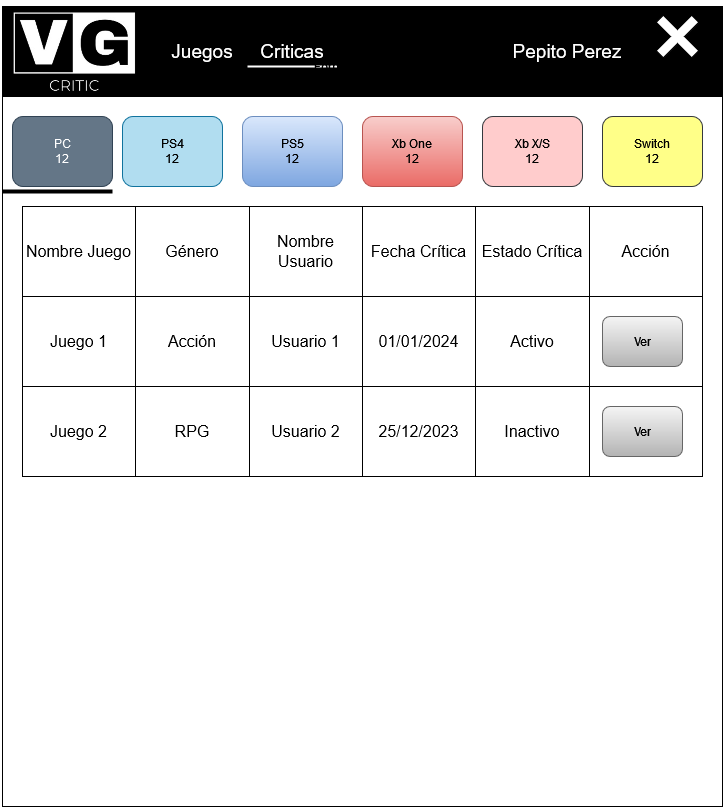 VG
CRITIC
Juegos
Criticas
Pepito Perez
PC
12
PS4
12
PS5
12
Xb One
12
Xb X/S
12
Switch
12
Nombre Juego
Género
Nombre
Usuario
Fecha Crítica
Estado Crítica
Acción
Juego 1
Acción
Usuario 1
01/01/2024
Activo
Ver
Juego 2
RPG
Usuario 2
25/12/2023
Inactivo
Ver